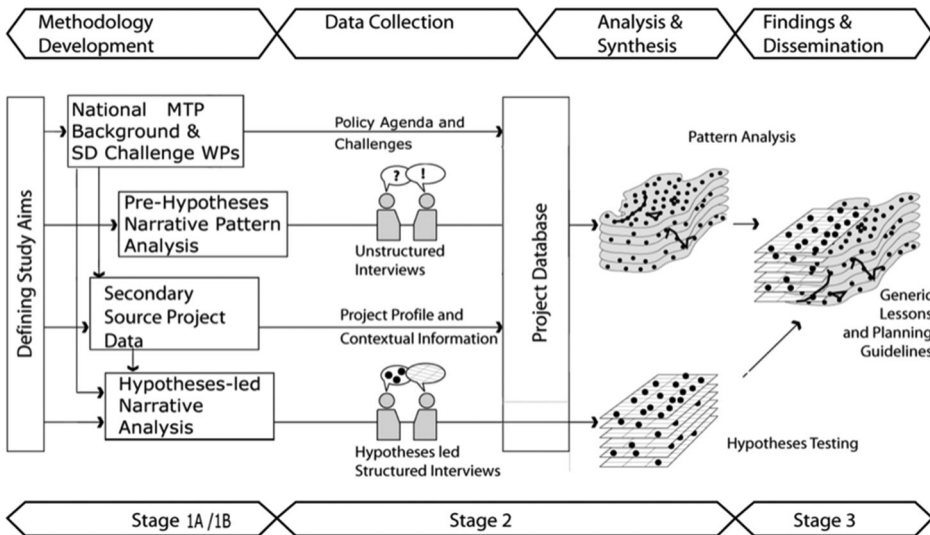 Methodology
Development
Data Collection
Analysis &
Synthesis
Findings &
Dissemination
Defining Study Aims
National MTP
Background &
SD Challenge WPs
Policy Agenda and
Challenges
Pre-Hypotheses
Narrative Pattern
Analysis
? !
Unstructured
Interviews
Secondary
Source Project
Data
Project Profile and
Contextual Information
Hypotheses-led
Narrative
Analysis
Hypotheses led
Structured Interviews
Project Database
Pattern Analysis
Hypotheses Testing
Generic
Lessons
and Planning
Guidelines
Stage 1A /1B
Stage 2
Stage 3